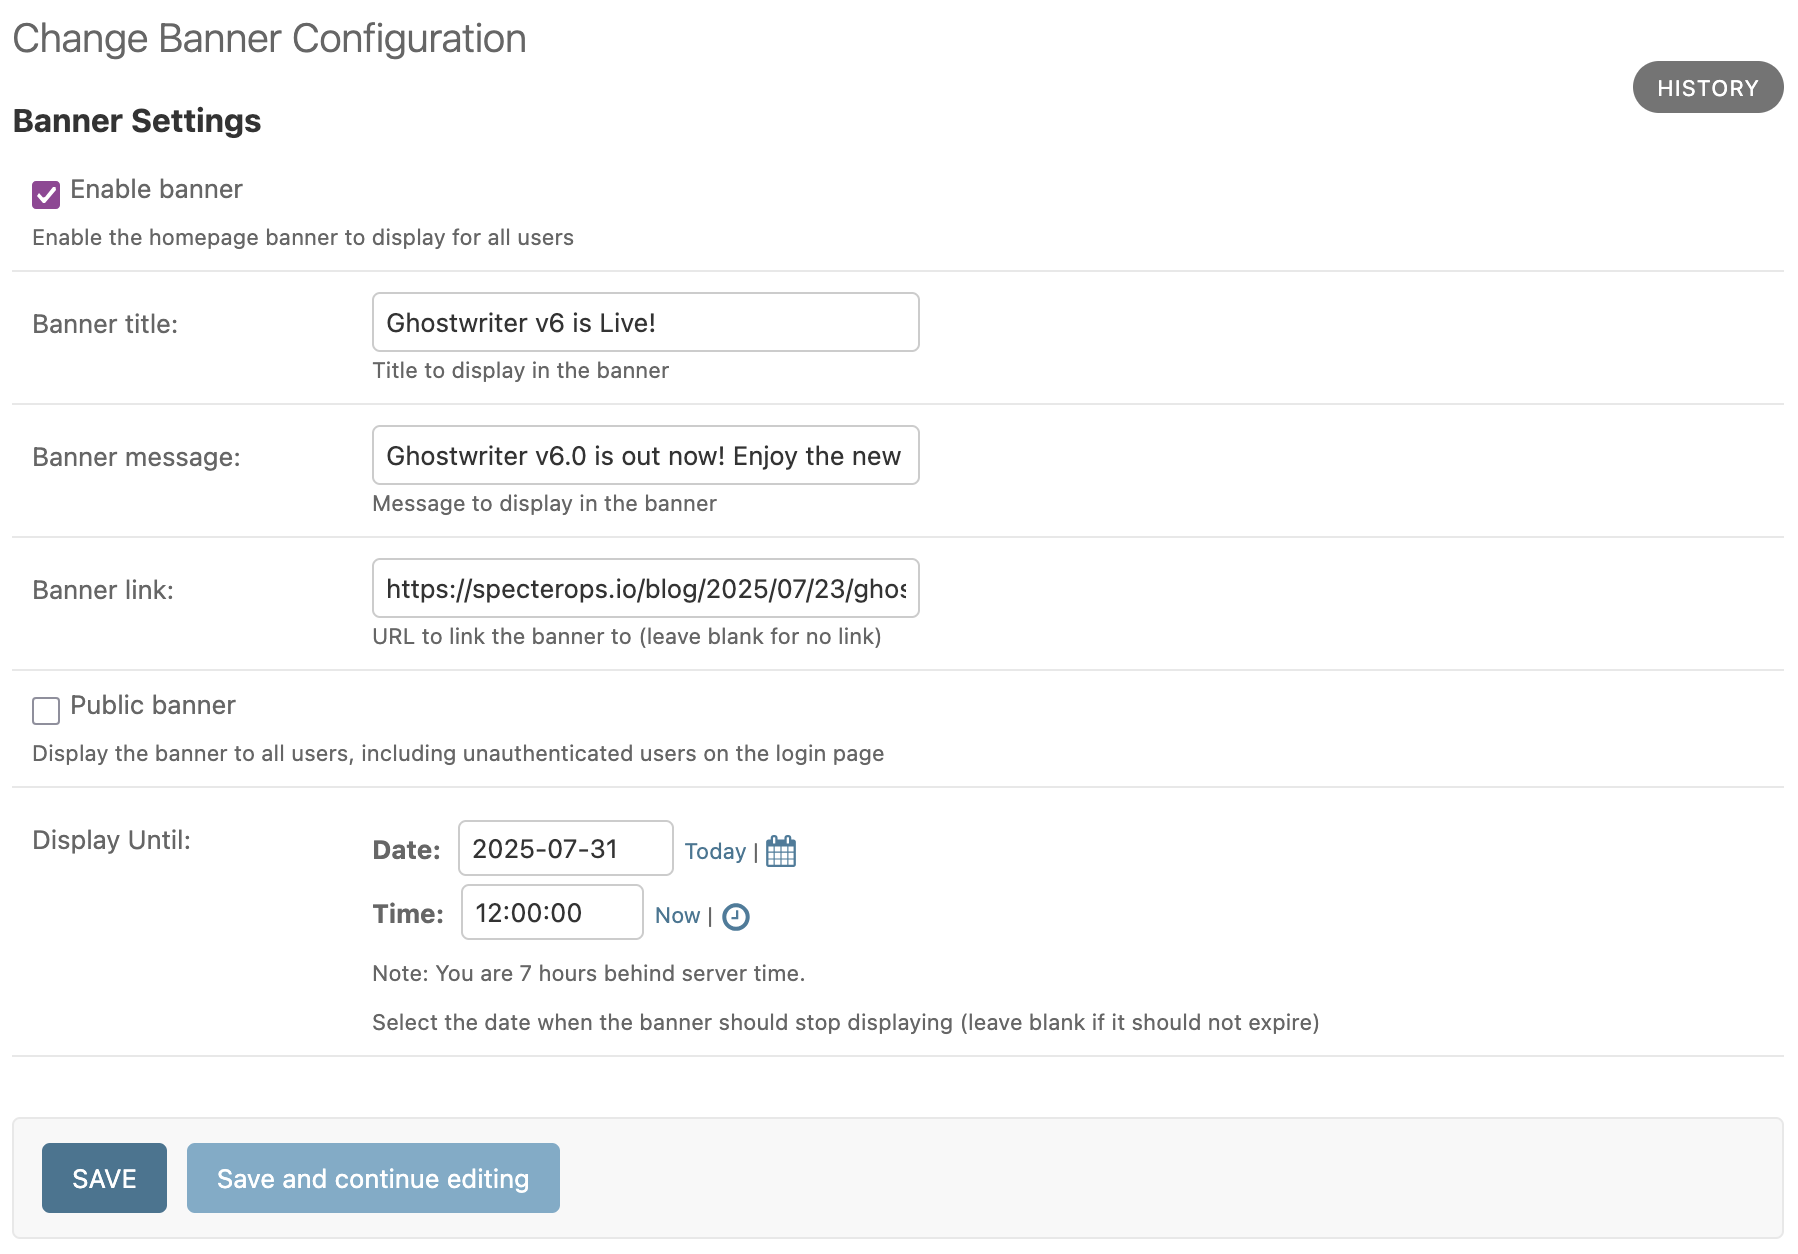 Change Banner Configuration
HISTORY
Banner Settings
Enable banner
Enable the homepage banner to display for all users
Banner title:
Ghostwriter v6 is Live!
Title to display in the banner
Banner message:
Ghostwriter v6.0 is out now! Enjoy the new
Message to display in the banner
Banner link:
https://specterops.io/blog/2025/07/23/ghos
URL to link the banner to (leave blank for no link)
Public banner
Display the banner to all users, including unauthenticated users on the login page
Display Until:
Date: 2025-07-31 Today |
Time: 12:00:00 Now |
Note: You are 7 hours behind server time.
Select the date when the banner should stop displaying (leave blank if it should not expire)
SAVE Save and continue editing